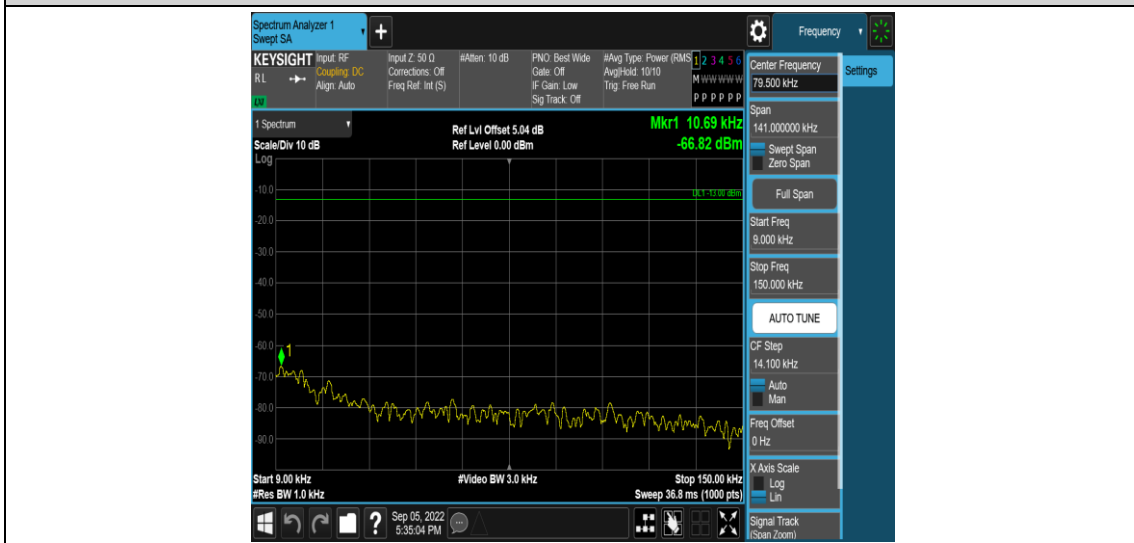 Spectrum Analyzer 1
Swept SA
+
Frequency
KEYSIGHT
RL
Input: RF
Coupling: DC
Align: Auto
Input Z: 50 Ω
Corrections: Off
Freq Ref: Int (S)
#Atten: 10 dB
PNO: Best Wide
Gate: Off
IF Gain: Low
Sig Track: Off
#Avg Type: Power (RMS
Avg|Hold: 10/10
Trig: Free Run
1 2 3 4 5 6
M W W W W W
P P P P P P
Center Frequency
79.500 kHz
Settings
Span
141.000000 kHz
Swept Span
Zero Span
Full Span
Start Freq
9.000 kHz
Stop Freq
150.000 kHz
AUTO TUNE
CF Step
14.100 kHz
Auto
Man
Freq Offset
0 Hz
X Axis Scale
Log
Lin
Signal Track
(Span Zoom)
1 Spectrum
Scale/Div 10 dB
Ref Lvl Offset 5.04 dB
Ref Level 0.00 dBm
Mkr1 10.69 kHz
-66.82 dBm
Log
DL1 -13.00 dBm
-10.0
-20.0
-30.0
-40.0
-50.0
-60.0
1
-70.0
-80.0
-90.0
Start 9.00 kHz
#Video BW 3.0 kHz
Stop 150.00 kHz
#Res BW 1.0 kHz
Sweep 36.8 ms (1000 pts)
?
Sep 05, 2022
5:35:04 PM